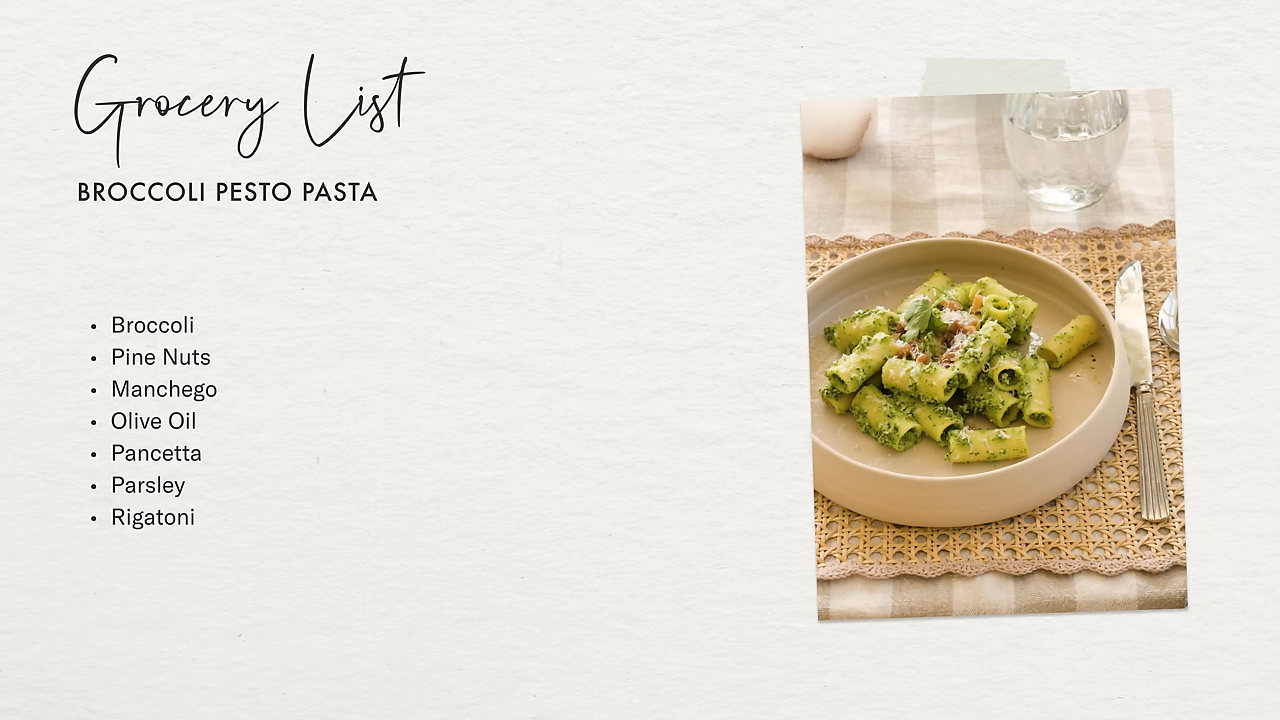 Grocery List
BROCCOLI PESTO PASTA
• Broccoli
• Pine Nuts
• Manchego
• Olive Oil
• Pancetta
• Parsley
• Rigatoni